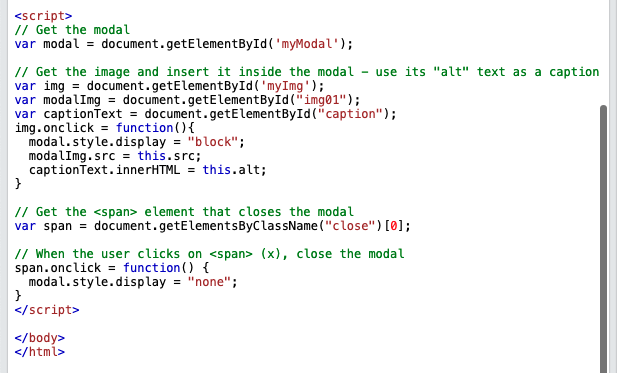 <script>
// Get the modal
var modal = document.getElementById('myModal');
// Get the image and insert it inside the modal - use its "alt" text as a caption
var img = document.getElementById('myImg');
var modalImg = document.getElementById("img01");
var captionText = document.getElementById("caption");
img.onclick = function(){
  modal.style.display = "block";
  modalImg.src = this.src;
  captionText.innerHTML = this.alt;
}
// Get the <span> element that closes the modal
var span = document.getElementsByClassName("close")[0];
// When the user clicks on <span> (x), close the modal
span.onclick = function() {
  modal.style.display = "none";
}
</script>
</body>
</html>